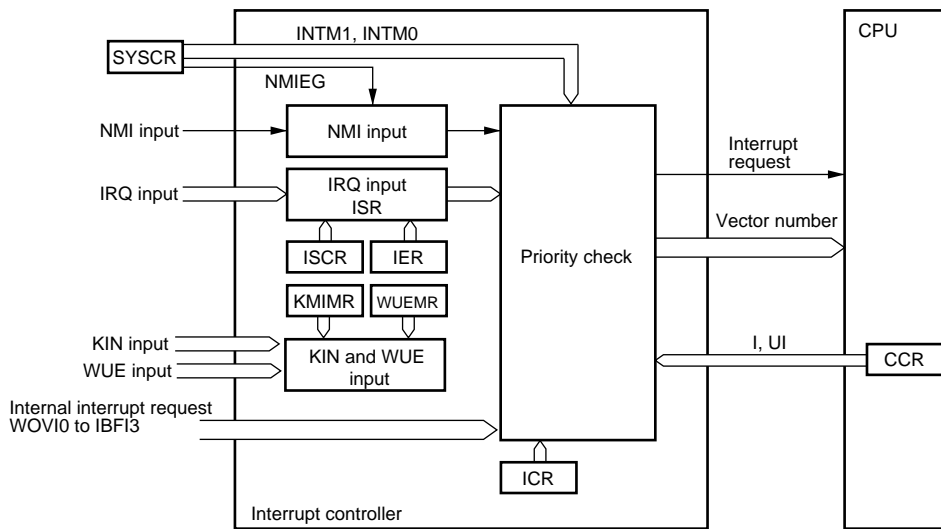 INTM1, INTM0
CPU
SYSCR
NMIEG
NMI input
NMI input
Interrupt
request
IRQ input
IRQ input
ISR
Vector number
ISCR
IER
Priority check
KMIMR
WUEMR
KIN input
WUE input
KIN and WUE
input
I, UI
CCR
Internal interrupt request
WOVI0 to IBFI3
ICR
Interrupt controller